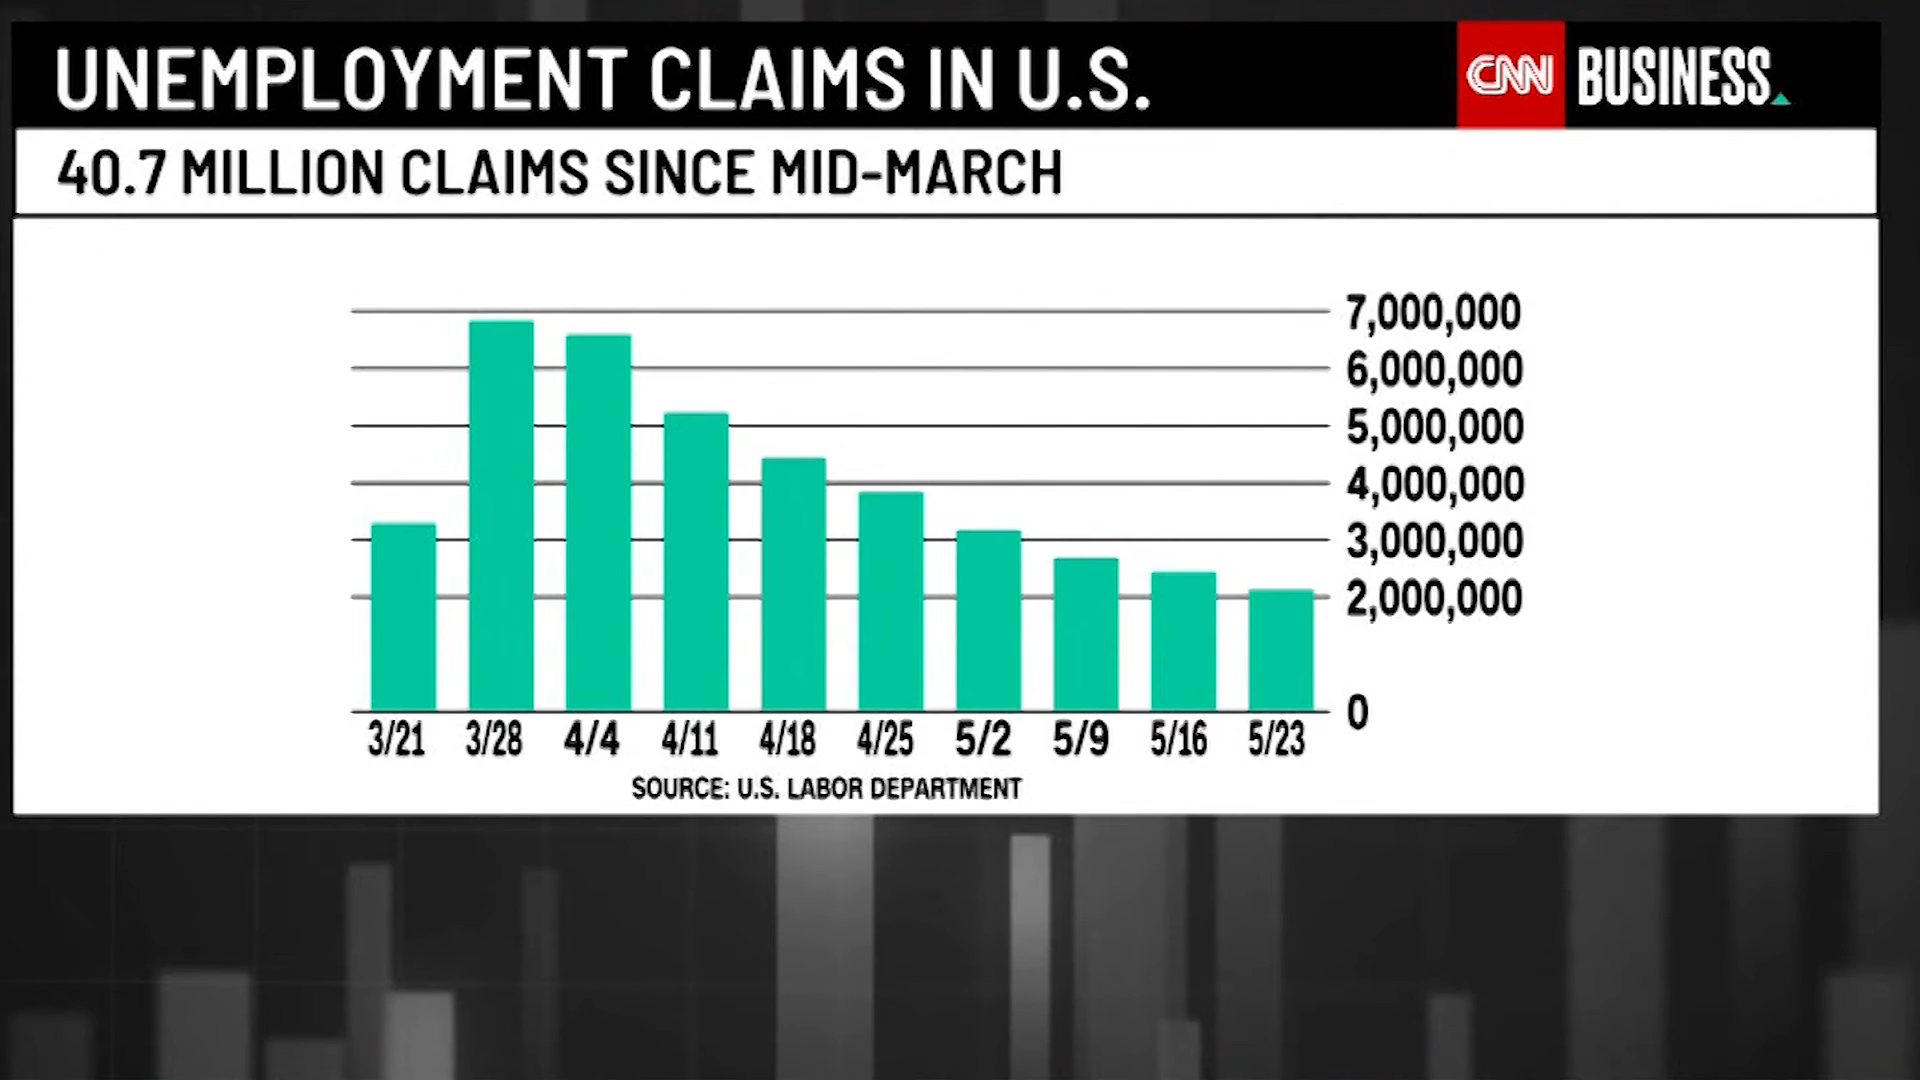 UNEMPLOYMENT CLAIMS IN U.S.
CNN BUSINESS
40.7 MILLION CLAIMS SINCE MID-MARCH
7,000,000
6,000,000
5,000,000
4,000,000
3,000,000
2,000,000
0
3/21 3/28 4/4 4/11 4/18 4/25 5/2 5/9 5/16 5/23
SOURCE: U.S. LABOR DEPARTMENT